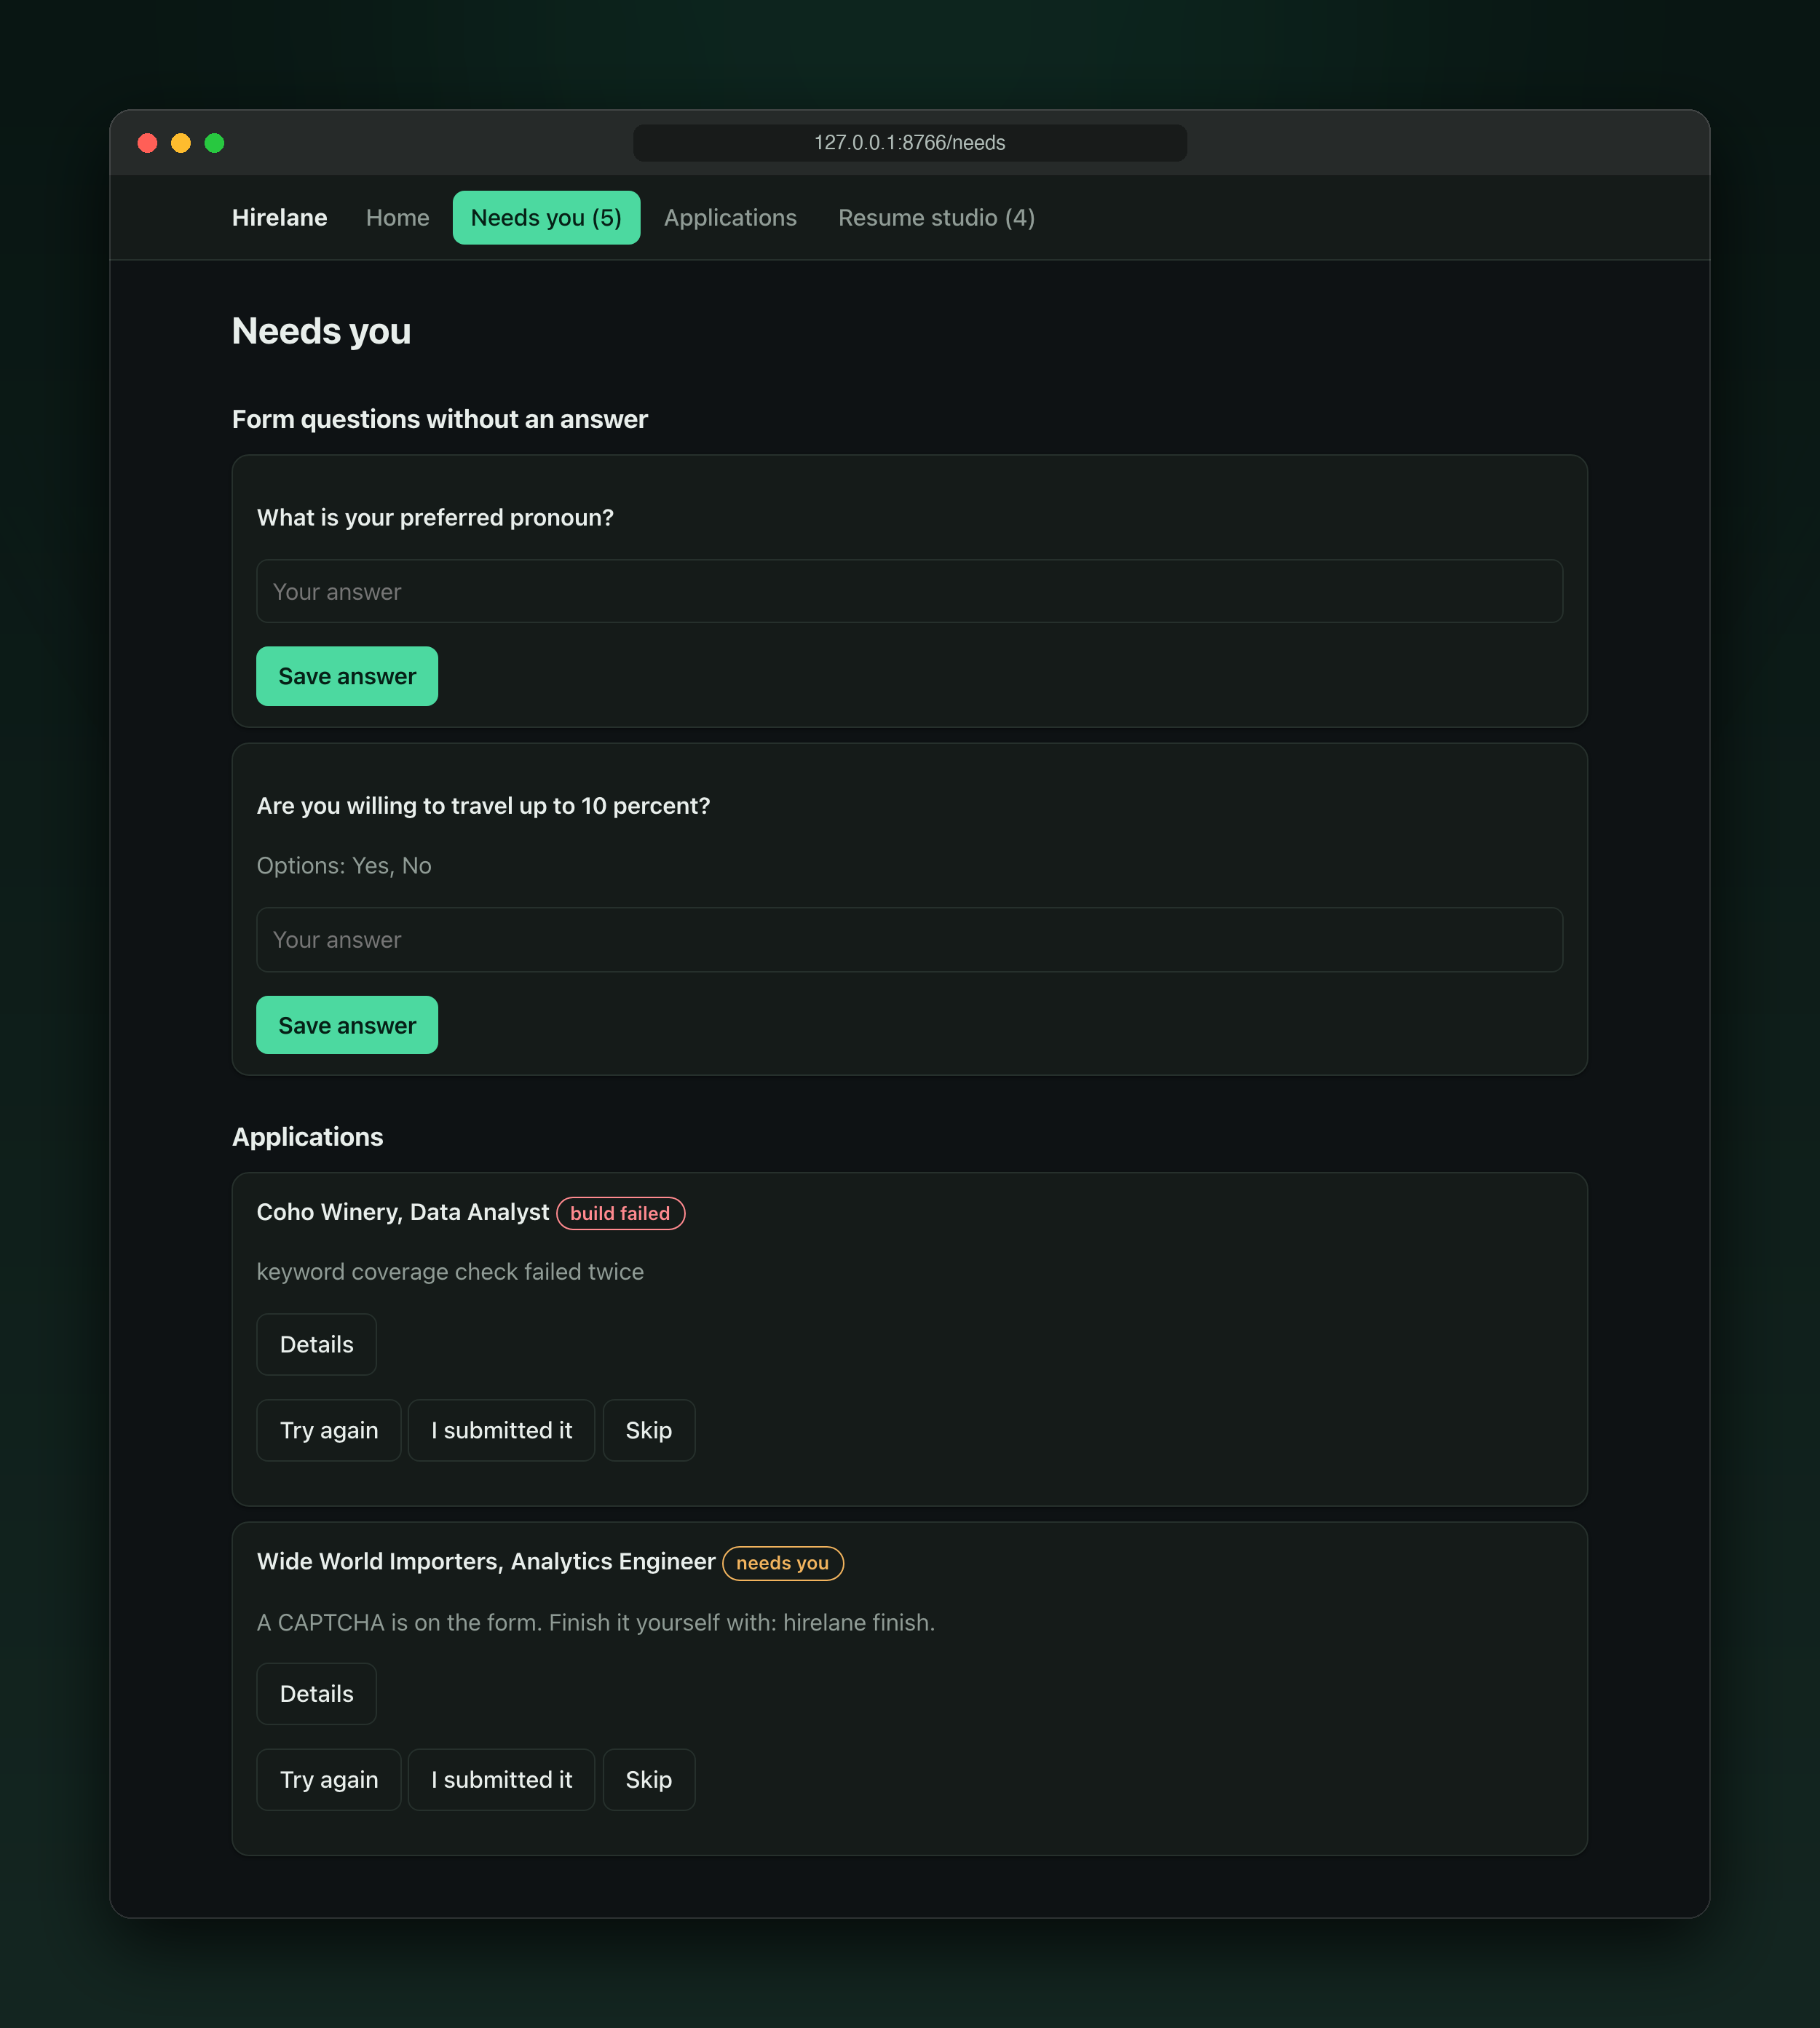 127.0.0.1:8766/needs
Hirelane Home Needs you (5) Applications Resume studio (4)
Needs you
Form questions without an answer
What is your preferred pronoun?
Your answer
Save answer
Are you willing to travel up to 10 percent?
Options: Yes, No
Your answer
Save answer
Applications
Coho Winery, Data Analyst build failed
keyword coverage check failed twice
Details
Try again I submitted it Skip
Wide World Importers, Analytics Engineer needs you
A CAPTCHA is on the form. Finish it yourself with: hirelane finish.
Details
Try again I submitted it Skip